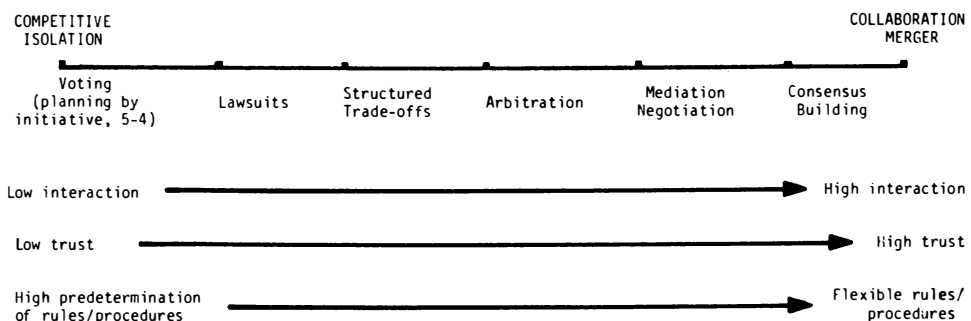 COMPETITIVE
ISOLATION
COLLABORATION
MERGER
Voting
(planning by
initiative, 5-4)
Lawsuits
Structured
Trade-offs
Arbitration
Mediation
Negotiation
Consensus
Building
Low interaction
High interaction
Low trust
High trust
High predetermination
of rules/procedures
Flexible rules/
procedures